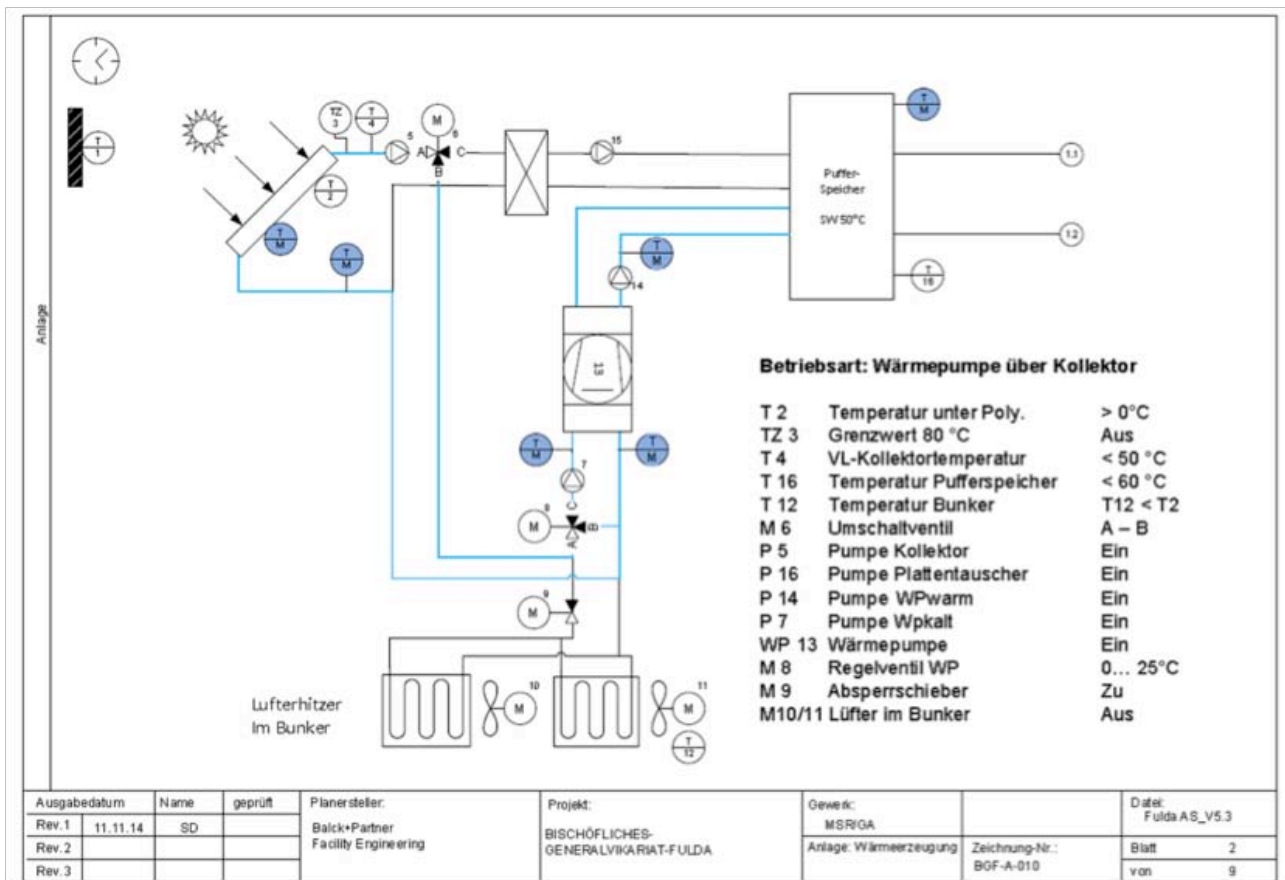 Anlage
T
1
TZ
3
T
4
5
M
6
A
C
B
T
2
T
M
T
M
15
T
M
Puffer-
Speicher
SW 50°C
1.1
1.2
T
16
T
M
14
13
T
M
T
M
7
C
8
M
B
A
9
M
Lufterhitzer
Im Bunker
10
M
11
M
T
12
Betriebsart: Wärmepumpe über Kollektor
T 2 Temperatur unter Poly. > 0°C
TZ 3 Grenzwert 80 °C Aus
T 4 VL-Kollektortemperatur < 50 °C
T 16 Temperatur Pufferspeicher < 60 °C
T 12 Temperatur Bunker T12 < T2
M 6 Umschaltventil A – B
P 5 Pumpe Kollektor Ein
P 16 Pumpe Plattentauscher Ein
P 14 Pumpe WPwarm Ein
P 7 Pumpe Wpkalt Ein
WP 13 Wärmepumpe Ein
M 8 Regelventil WP 0... 25°C
M 9 Absperrschieber Zu
M10/11 Lüfter im Bunker Aus
Ausgabedatum Name geprüft
Rev.1 11.11.14 SD
Rev.2
Rev.3
Planersteller:
Balck+Partner
Facility Engineering
Projekt:
BISCHÖFLICHES-
GENERALVIKARIAT-FULDA
Gewerk:
MSR/GA
Anlage: Wärmeerzeugung
Zeichnung-Nr.:
BGF-A-010
Datei:
Fulda AS_V5.3
Blatt 2
von 9